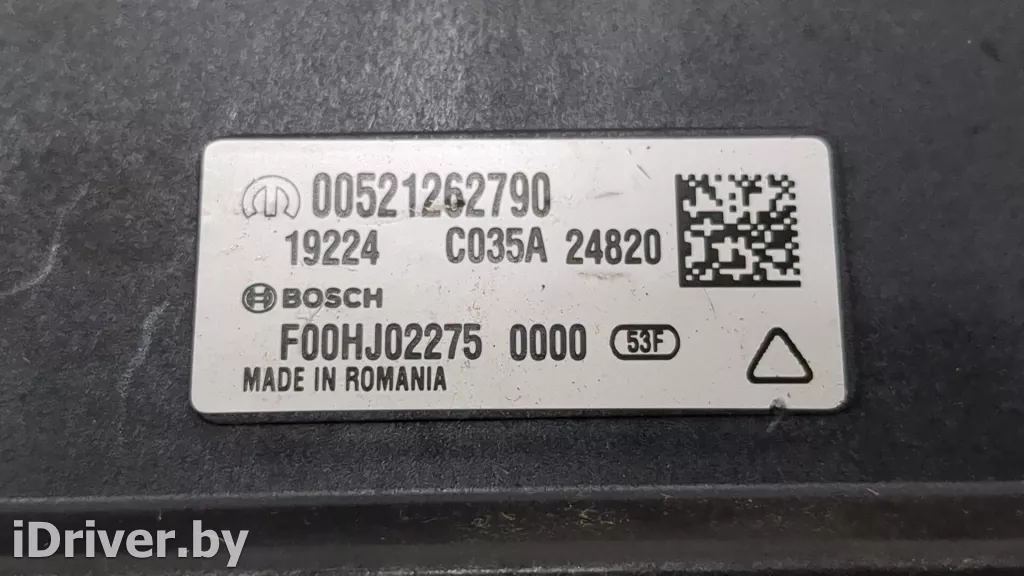 00521262790
19224 C035A 24820
BOSCH
F00HJ02275 0000 53F
MADE IN ROMANIA
iDriver.by